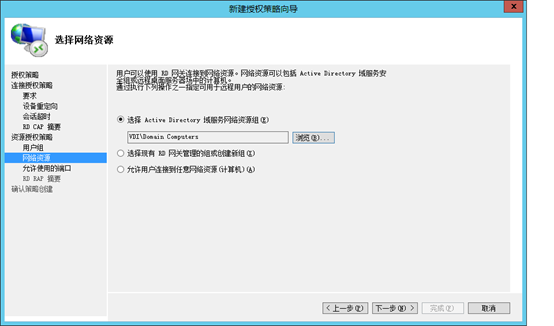 新建授权策略向导
x
选择网络资源
授权策略
连接授权策略
要求
设备重定向
会话超时
RD CAP 摘要
资源授权策略
用户组
网络资源
允许使用的端口
RD RAP 摘要
确认策略创建
用户可以使用 RD 网关连接到网络资源。网络资源可以包括 Active Directory 域服务安
全组或远程桌面服务器场中的计算机。
通过执行下列操作之一指定可用于远程用户的网络资源:
选择 Active Directory 域服务网络资源组(E)
VDI\Domain Computers
浏览(B)...
选择现有 RD 网关管理的组或创建新组(X)
允许用户连接到任意网络资源(计算机)(A)
< 上一步(P)
下一步(N) >
完成(F)
取消